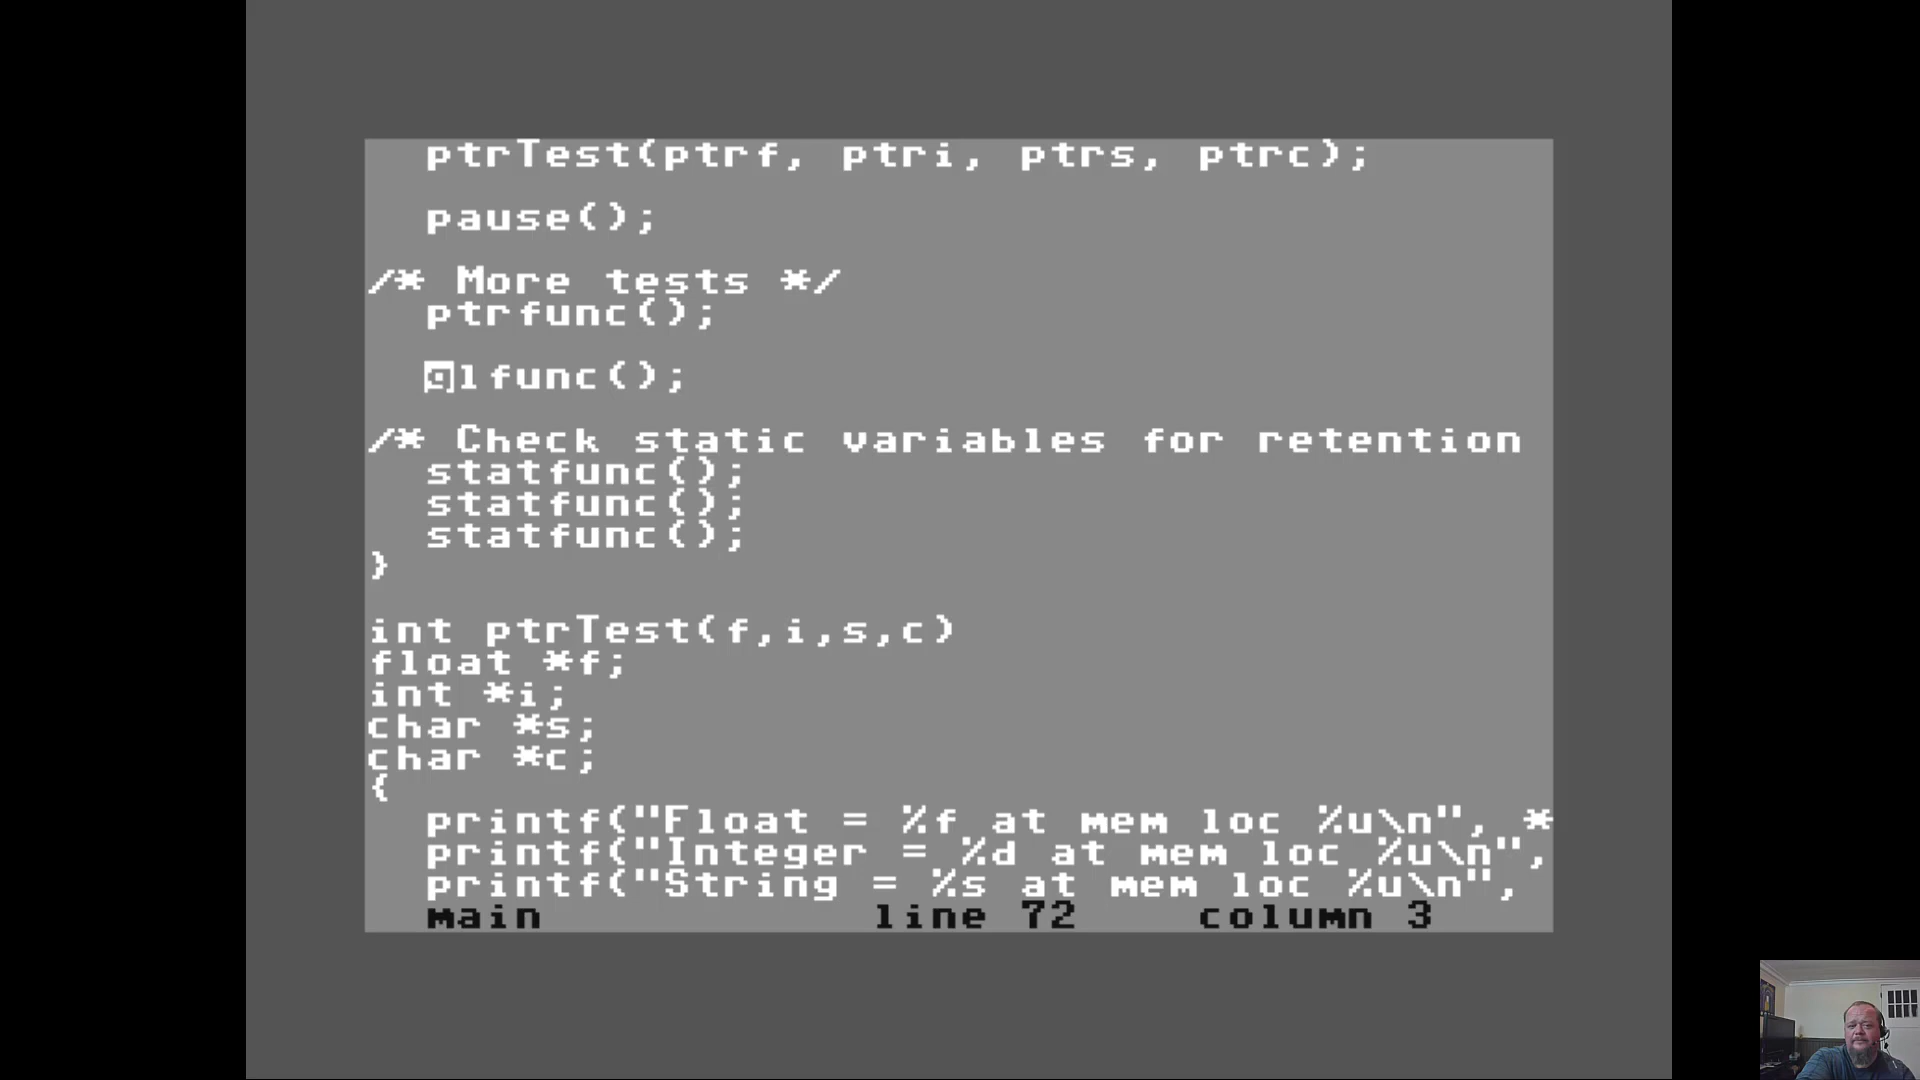 ptrTest(ptrf, ptri, ptrs, ptrc);
pause();
/* More tests */
ptrfunc();
glfunc();
/* Check static variables for retention
statfunc();
statfunc();
statfunc();
}
int ptrTest(f,i,s,c)
float *f;
int *i;
char *s;
char *c;
{
printf("Float = %f at mem loc %u\n", *
printf("Integer = %d at mem loc %u\n",
printf("String = %s at mem loc %u\n",
main line 72 column 3